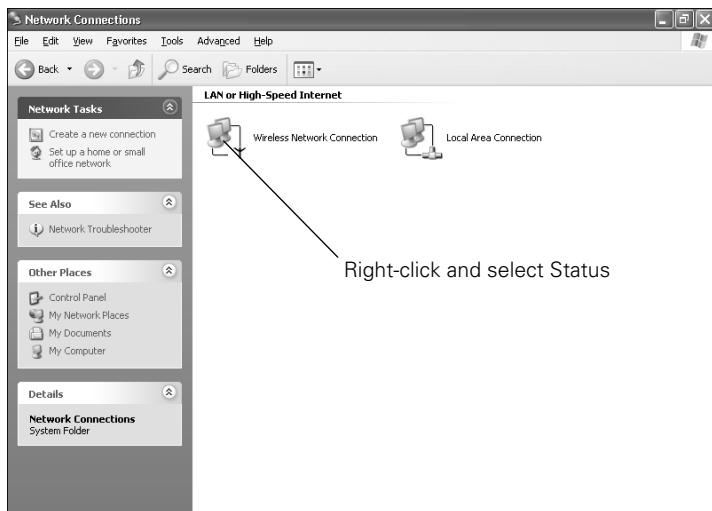 Network Connections
File Edit View Favorites Tools Advanced Help
Back Search Folders
LAN or High-Speed Internet
Network Tasks
Create a new connection
Set up a home or small
office network
See Also
Network Troubleshooter
Other Places
Control Panel
My Network Places
My Documents
My Computer
Details
Network Connections
System Folder
Wireless Network Connection
Local Area Connection
Right-click and select Status